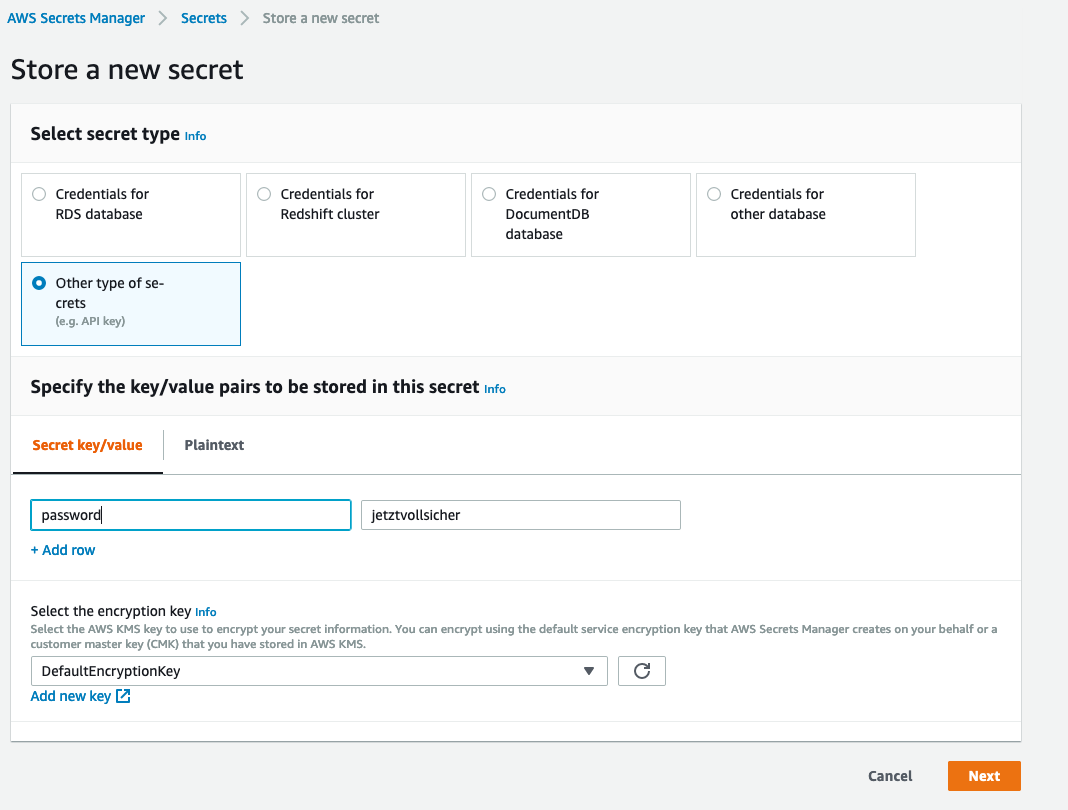 AWS Secrets Manager > Secrets > Store a new secret
Store a new secret
Select secret type Info
Credentials for
RDS database
Credentials for
Redshift cluster
Credentials for
DocumentDB
database
Credentials for
other database
Other type of se-
crets
(e.g. API key)
Specify the key/value pairs to be stored in this secret Info
Secret key/value
Plaintext
password
jetztvollsicher
+ Add row
Select the encryption key Info
Select the AWS KMS key to use to encrypt your secret information. You can encrypt using the default service encryption key that AWS Secrets Manager creates on your behalf or a
customer master key (CMK) that you have stored in AWS KMS.
DefaultEncryptionKey
Add new key
Cancel
Next